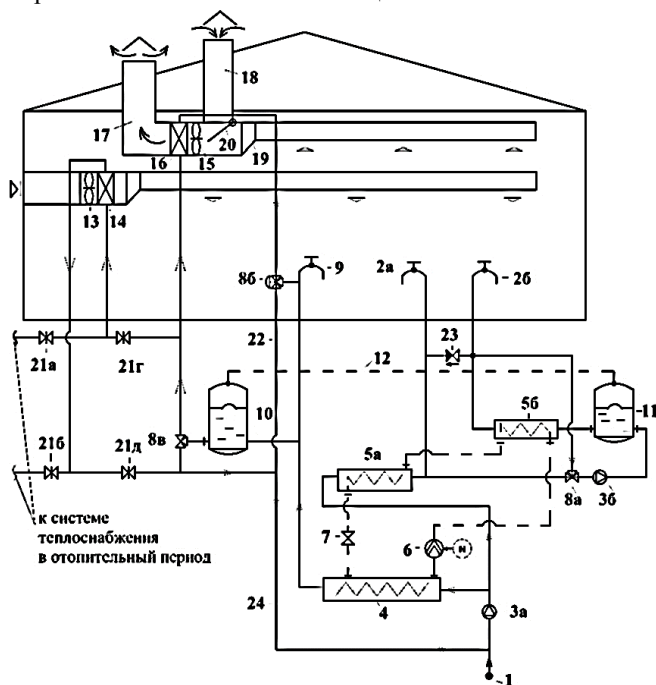 18
17
20
16
15
19
13
14
8б
9
2а
2б
22
23
21а
21г
12
10
5б
11
21б
21д
8в
5а
8а
3б
к системе
теплоснабжения
в отопительный период
7
6
N
24
4
3а
1